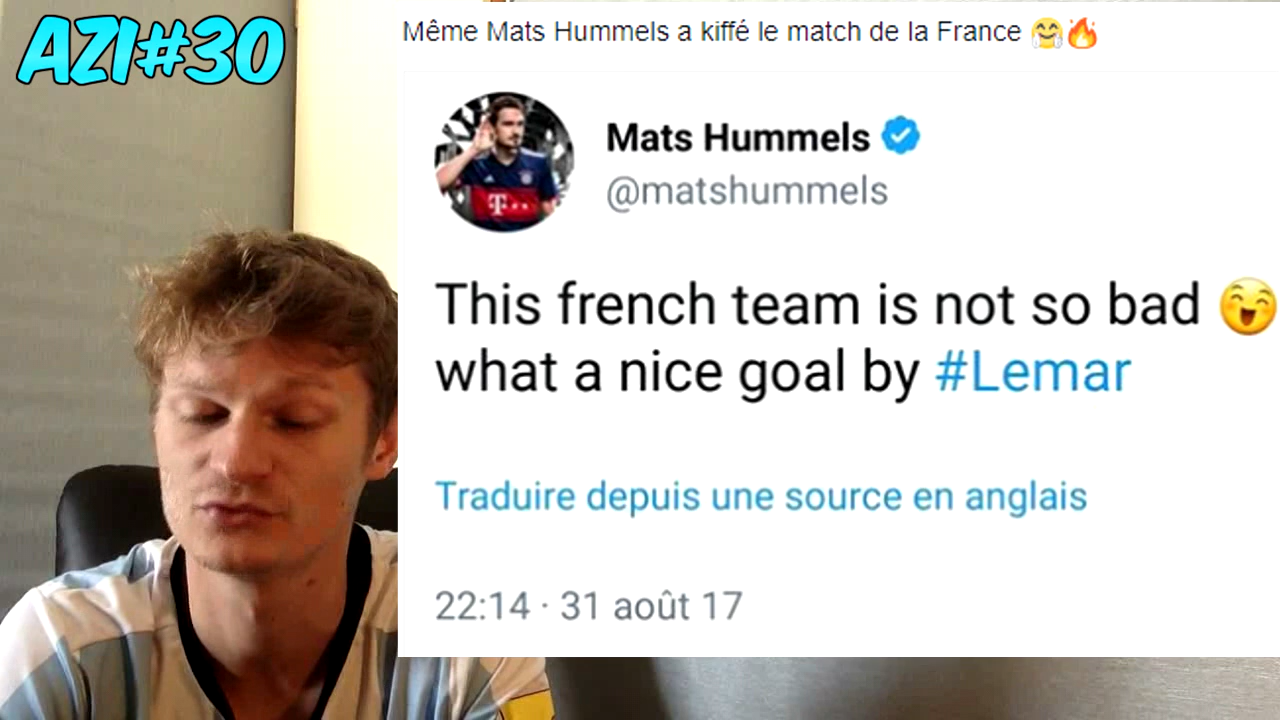 AZI#30
Même Mats Hummels a kiffé le match de la France 🤗🔥
Mats Hummels
@matshummels
This french team is not so bad 😄
what a nice goal by #Lemar
Traduire depuis une source en anglais
22:14 · 31 août 17
T